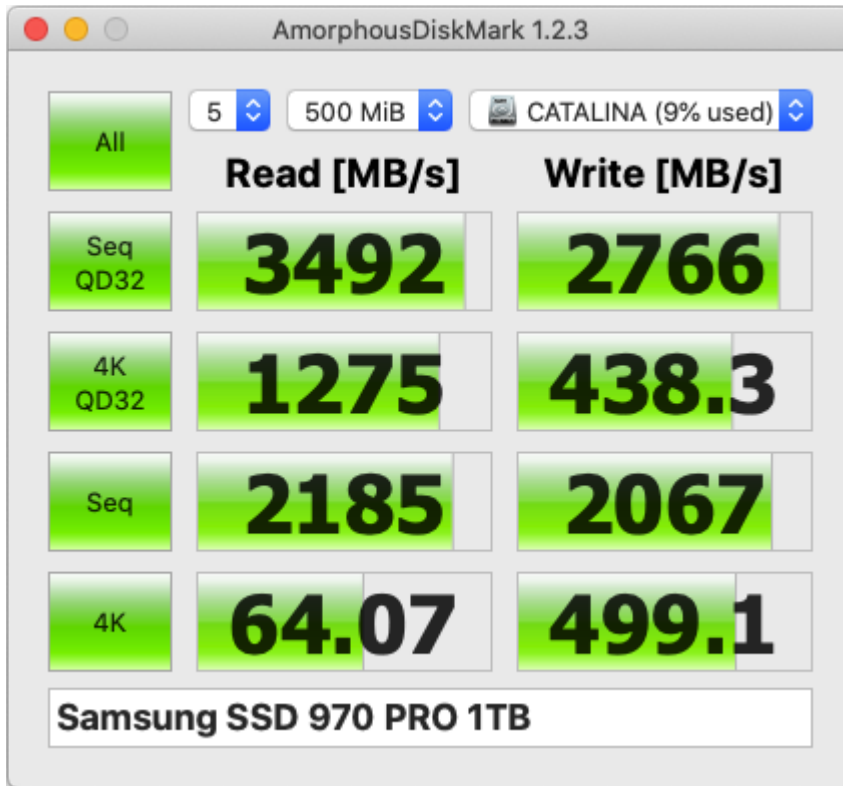 AmorphousDiskMark 1.2.3
All
5 500 MiB CATALINA (9% used)
Read [MB/s] Write [MB/s]
Seq
QD32
3492 2766
4K
QD32
1275 438.3
Seq 2185 2067
4K 64.07 499.1
Samsung SSD 970 PRO 1TB